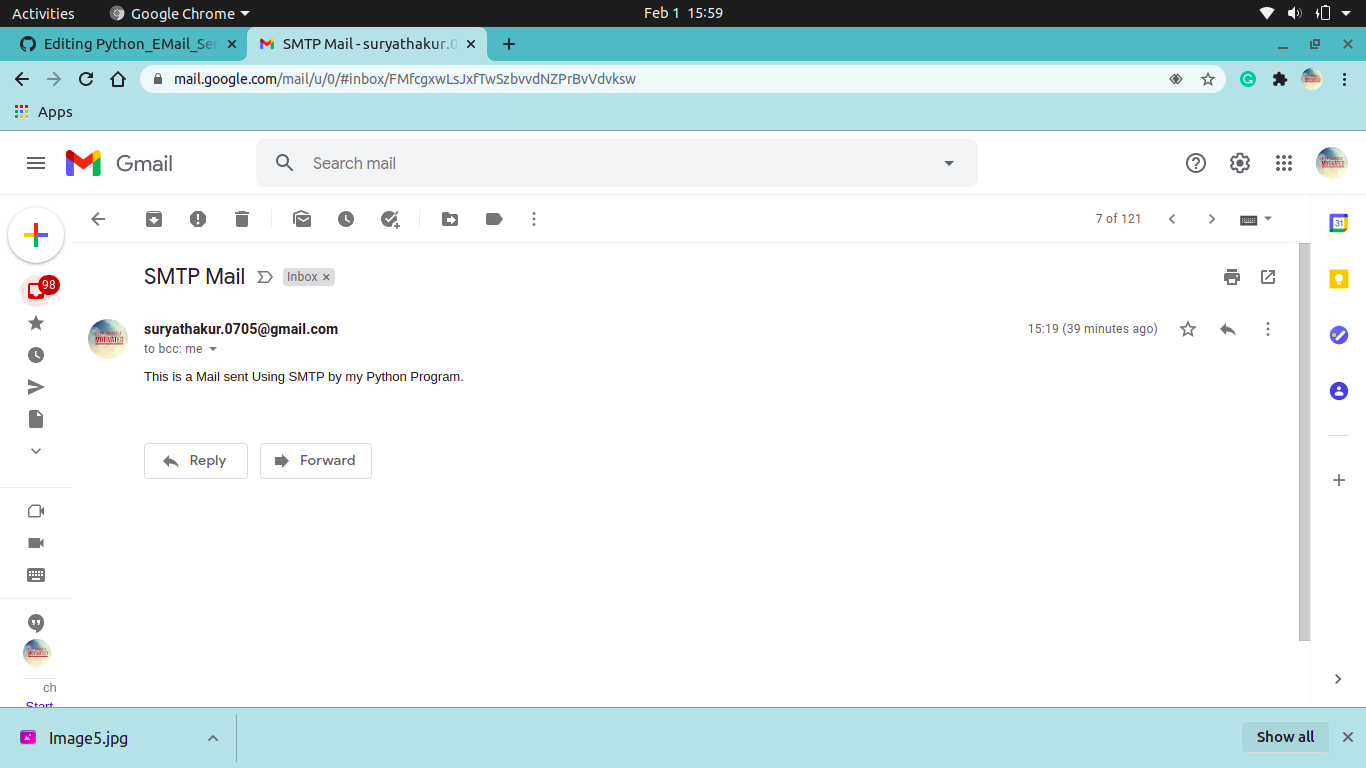 Activities Google Chrome Feb 1 15:59
Editing Python_EMail_Ser SMTP Mail - suryathakur.0
mail.google.com/mail/u/0/#inbox/FMfcgxwLsJxfTwSzbvvdNZPrBvVdvksw
Apps
Gmail Search mail
7 of 121
31
SMTP Mail Inbox ×
98
suryathakur.0705@gmail.com 15:19 (39 minutes ago)
to bcc: me
This is a Mail sent Using SMTP by my Python Program.
Reply Forward
ch
Start
Image5.jpg Show all